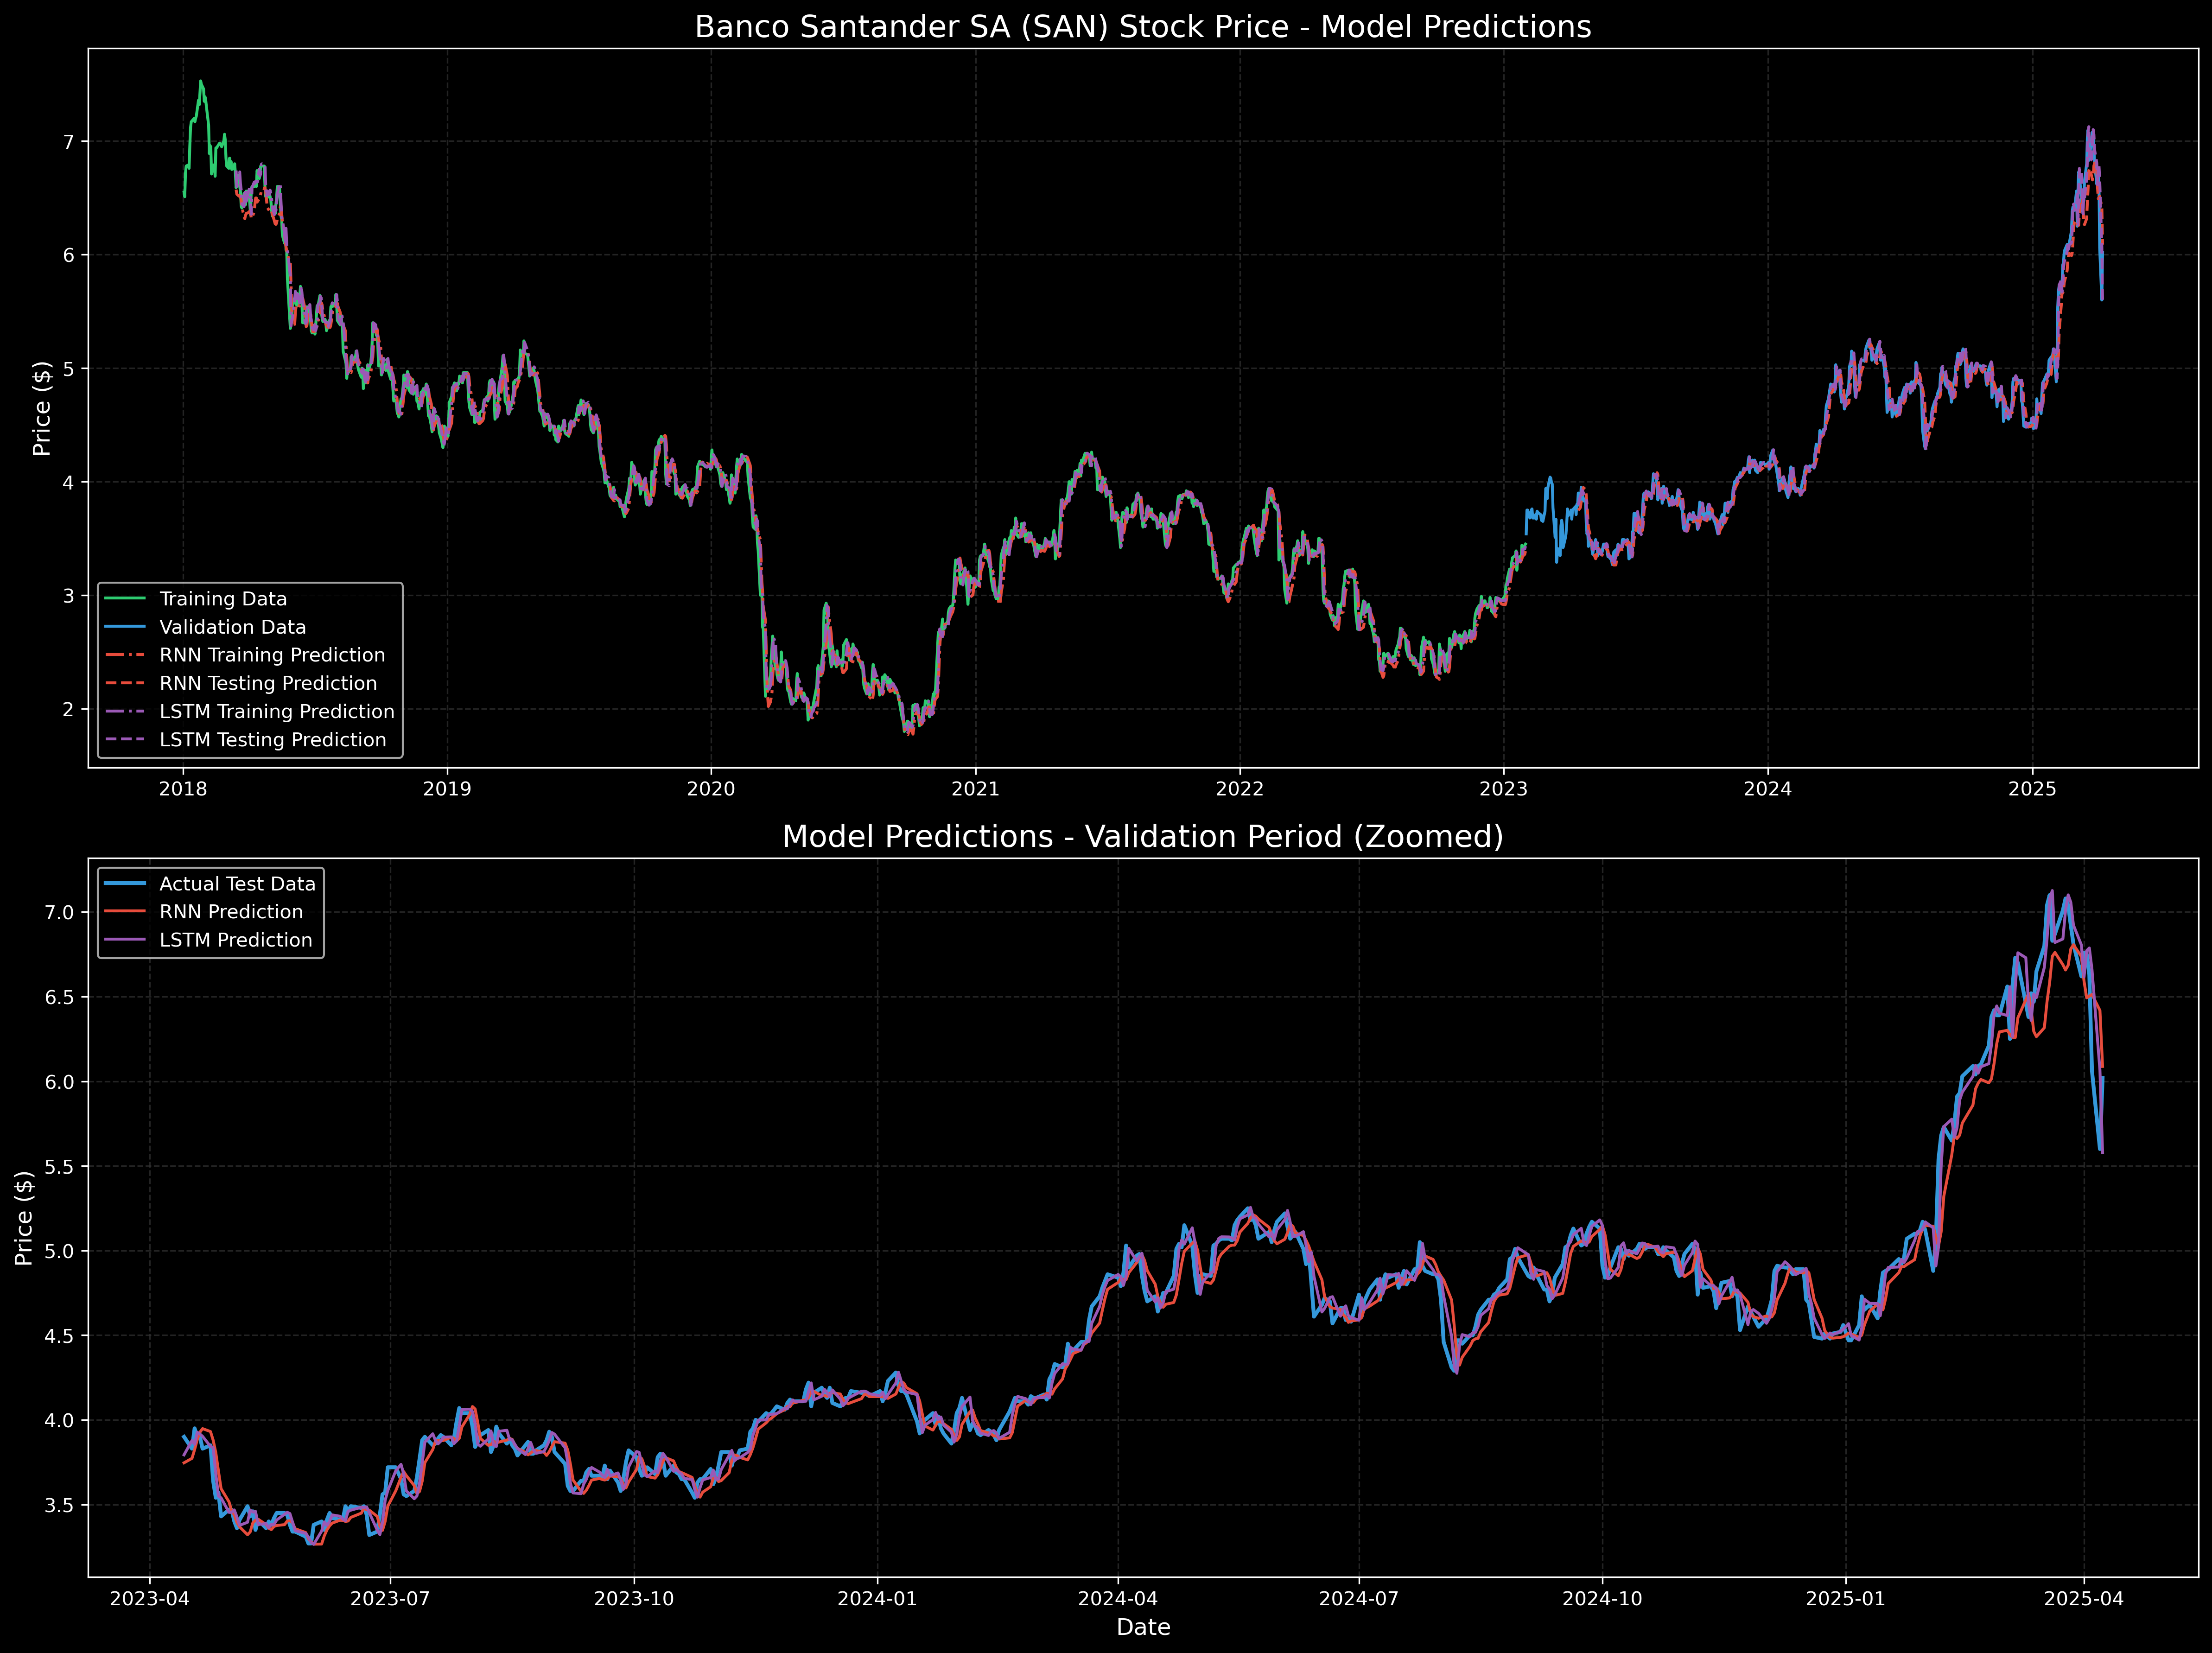 Banco Santander SA (SAN) Stock Price - Model Predictions
Price ($)
7
6
5
4
3
2
Training Data
Validation Data
RNN Training Prediction
RNN Testing Prediction
LSTM Training Prediction
LSTM Testing Prediction
2018 2019 2020 2021 2022 2023 2024 2025
Model Predictions - Validation Period (Zoomed)
Actual Test Data
RNN Prediction
LSTM Prediction
Price ($)
7.0
6.5
6.0
5.5
5.0
4.5
4.0
3.5
2023-04 2023-07 2023-10 2024-01 2024-04 2024-07 2024-10 2025-01 2025-04
Date